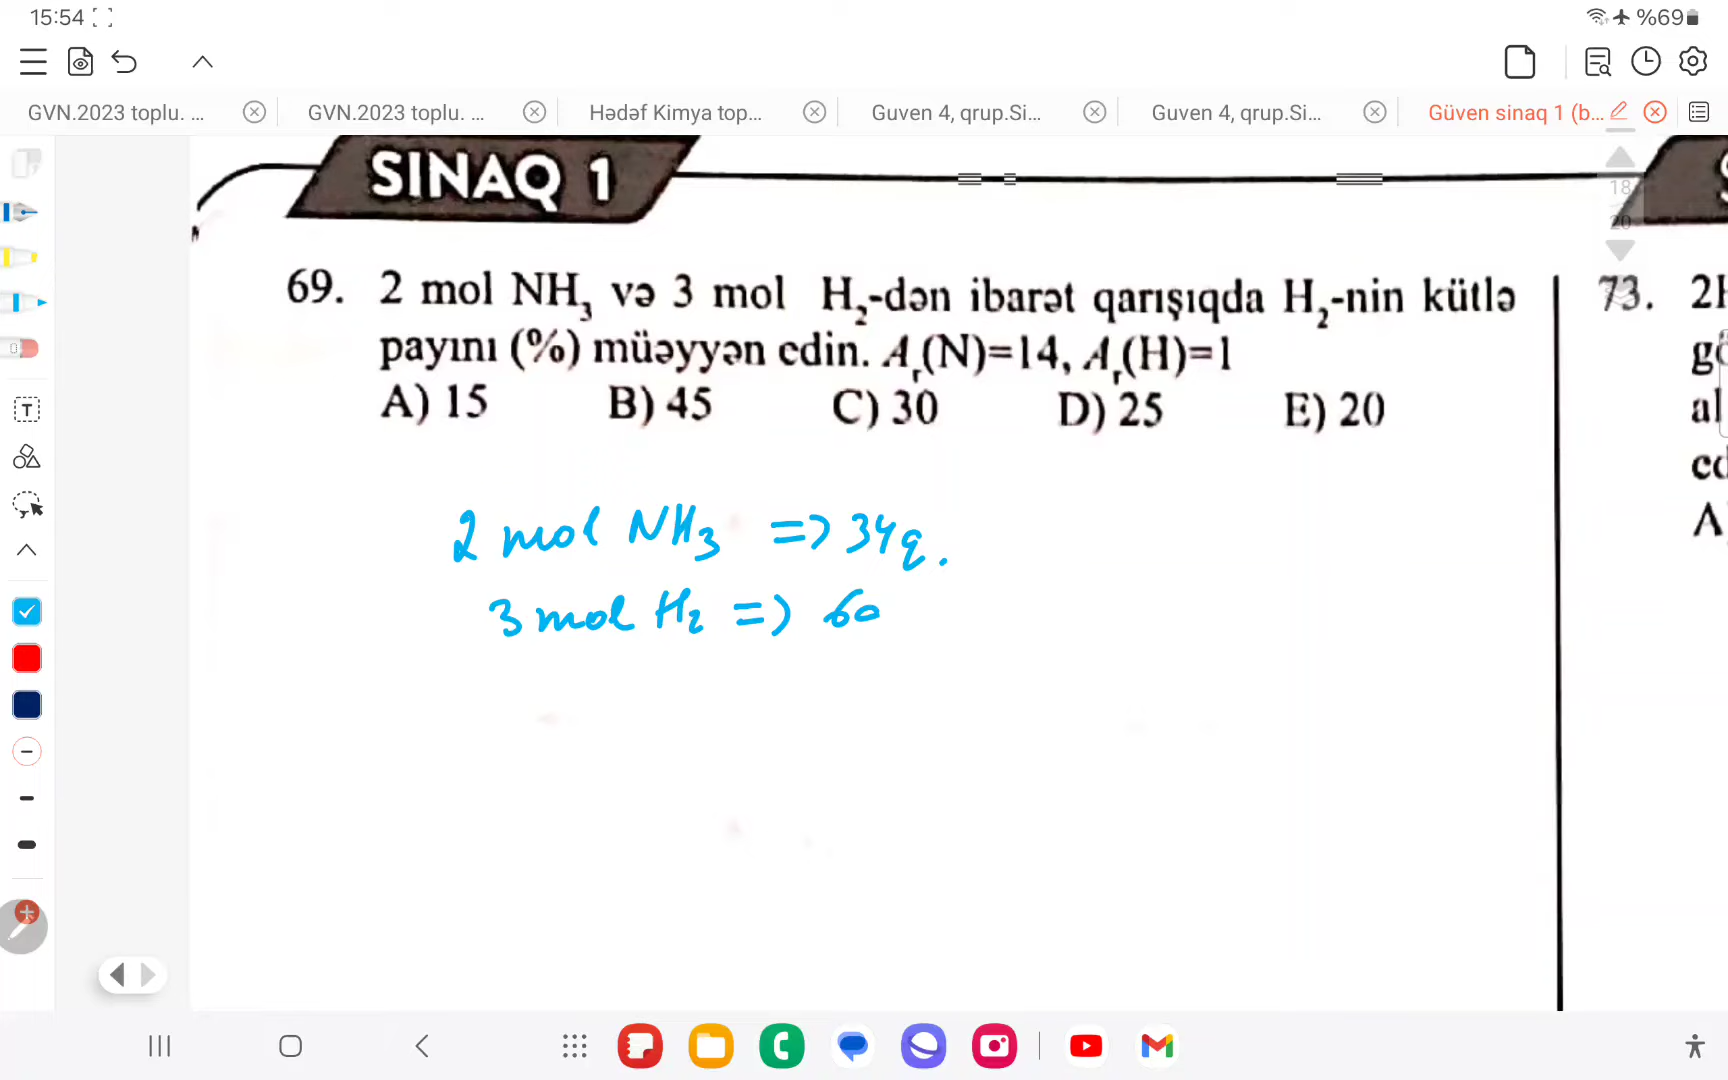 15:54
%69
GVN.2023 toplu. ...
GVN.2023 toplu. ...
Hədəf Kimya top...
Guven 4, qrup.Si...
Guven 4, qrup.Si...
Güven sinaq 1 (b...
SINAQ 1
18
20
69. 2 mol NH₃ və 3 mol H₂-dən ibarət qarışıqda H₂-nin kütlə
payını (%) müəyyən edin. Aᵣ(N)=14, Aᵣ(H)=1
A) 15 B) 45 C) 30 D) 25 E) 20
2 mol NH₃ => 34q.
3 mol H₂ => 6
73.